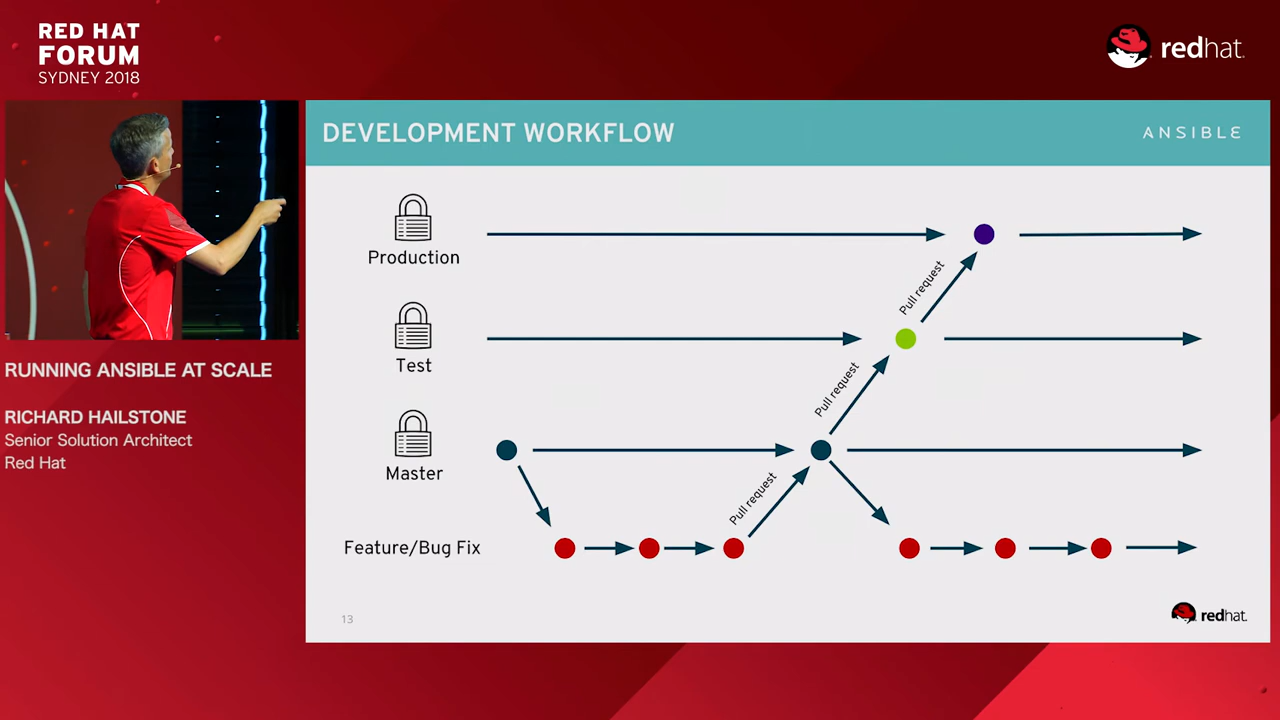 RED HAT
FORUM
SYDNEY 2018
redhat.
DEVELOPMENT WORKFLOW
ANSIBLE
Production
Pull request
Test
Pull request
Master
Pull request
Feature/Bug Fix
13
redhat.
RUNNING ANSIBLE AT SCALE
RICHARD HAILSTONE
Senior Solution Architect
Red Hat